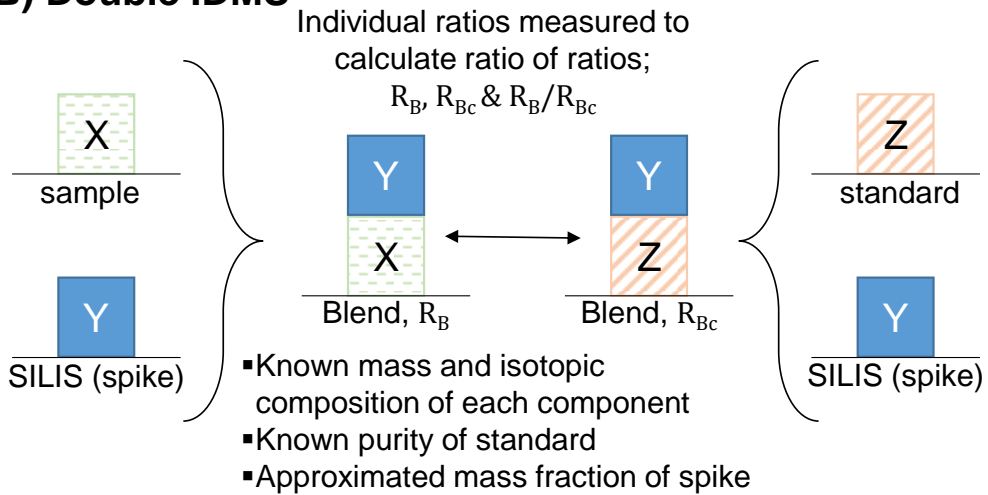 B) Double IDMS
Individual ratios measured to
calculate ratio of ratios;
R_B, R_Bc & R_B/R_Bc
X
sample
Y
SILIS (spike)
Y
X
Blend, R_B
Y
Z
Blend, R_Bc
Z
standard
Y
SILIS (spike)
▪Known mass and isotopic
composition of each component
▪Known purity of standard
▪Approximated mass fraction of spike